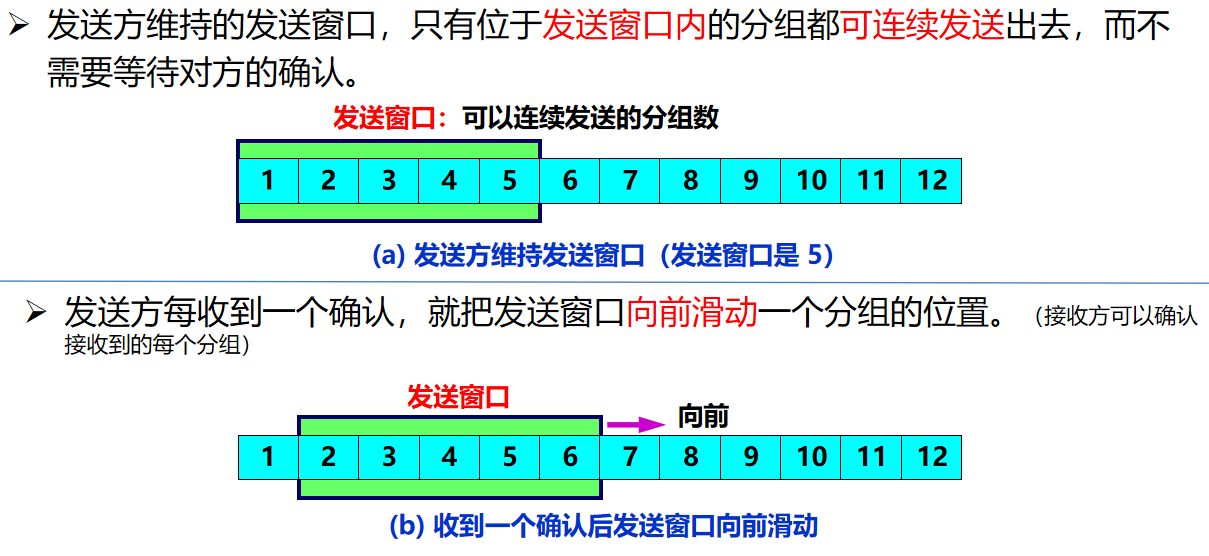 发送方维持的发送窗口，只有位于发送窗口内的分组都可连续发送出去，而不
需要等待对方的确认。
发送窗口：可以连续发送的分组数
1 2 3 4 5 6 7 8 9 10 11 12
(a) 发送方维持发送窗口（发送窗口是 5）
发送方每收到一个确认，就把发送窗口向前滑动一个分组的位置。（接收方可以确认
接收到的每个分组）
发送窗口
向前
1 2 3 4 5 6 7 8 9 10 11 12
(b) 收到一个确认后发送窗口向前滑动